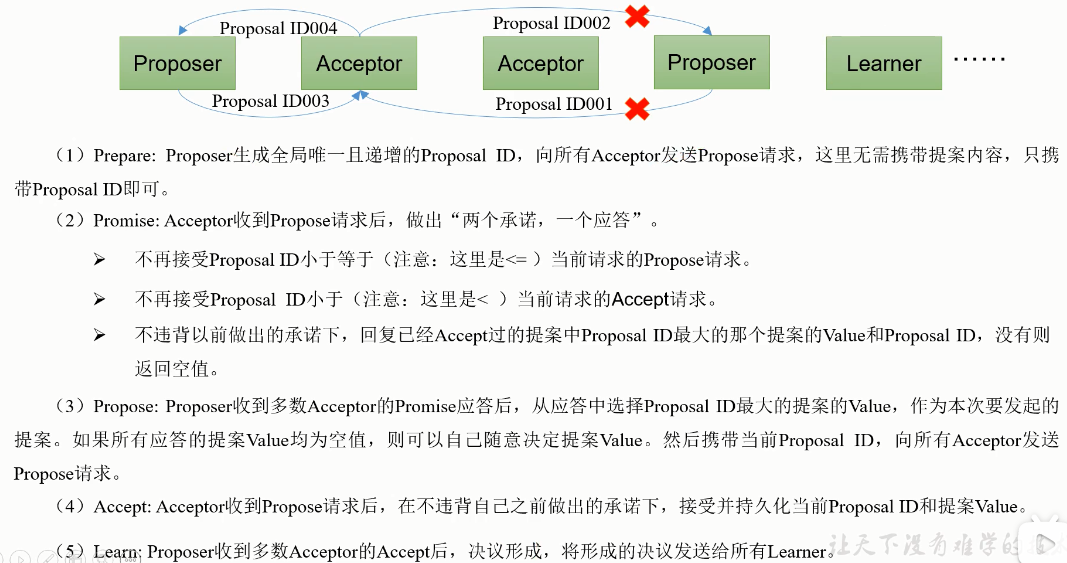 Proposal ID004
Proposal ID002
Proposer
Acceptor
Acceptor
Proposer
Learner
······
Proposal ID003
Proposal ID001
（1）Prepare: Proposer生成全局唯一且递增的Proposal ID，向所有Acceptor发送Propose请求，这里无需携带提案内容，只携
带Proposal ID即可。
（2）Promise: Acceptor收到Propose请求后，做出“两个承诺，一个应答”。
➢ 不再接受Proposal ID小于等于（注意：这里是<= ）当前请求的Propose请求。
➢ 不再接受Proposal ID小于（注意：这里是< ）当前请求的Accept请求。
➢ 不违背以前做出的承诺下，回复已经Accept过的提案中Proposal ID最大的那个提案的Value和Proposal ID，没有则
返回空值。
（3）Propose: Proposer收到多数Acceptor的Promise应答后，从应答中选择Proposal ID最大的提案的Value，作为本次要发起的
提案。如果所有应答的提案Value均为空值，则可以自己随意决定提案Value。然后携带当前Proposal ID，向所有Acceptor发送
Propose请求。
（4）Accept: Acceptor收到Propose请求后，在不违背自己之前做出的承诺下，接受并持久化当前Proposal ID和提案Value。
（5）Learn: Proposer收到多数Acceptor的Accept后，决议形成，将形成的决议发送给所有Learner。
让天下没有难学的